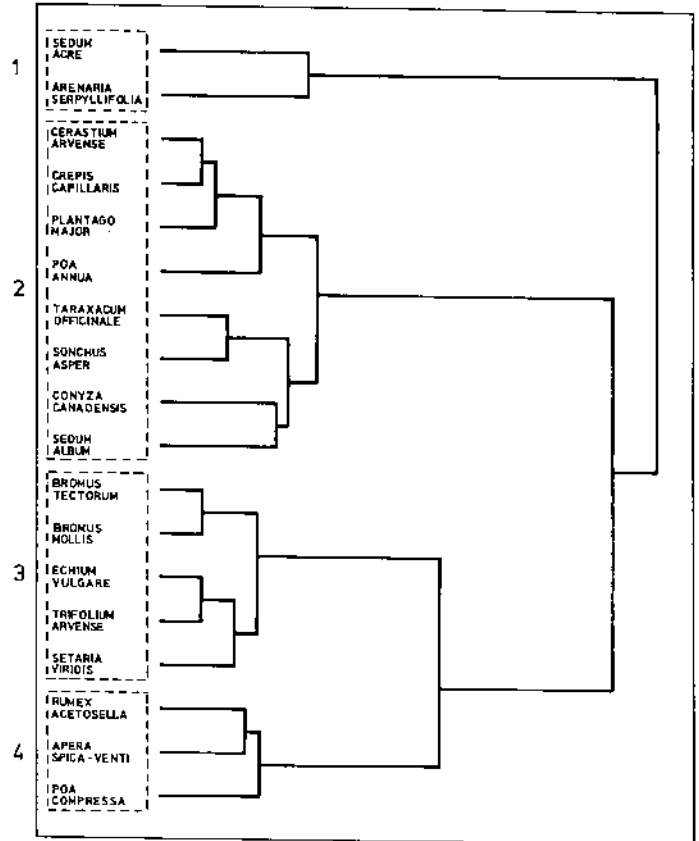 1
SEDUM
ACRE
ARENARIA
SERPYLLIFOLIA
2
CERASTIUM
ARVENSE
CREPIS
CAPILLARIS
PLANTAGO
MAJOR
POA
ANNUA
TARAXACUM
OFFICINALE
SONCHUS
ASPER
CONYZA
CANADENSIS
SEDUM
ALBUM
3
BROMUS
TECTORUM
BROMUS
MOLLIS
ECHIUM
VULGARE
TRIFOLIUM
ARVENSE
SETARIA
VIRIDIS
4
RUMEX
ACETOSELLA
APERA
SPICA-VENTI
POA
COMPRESSA